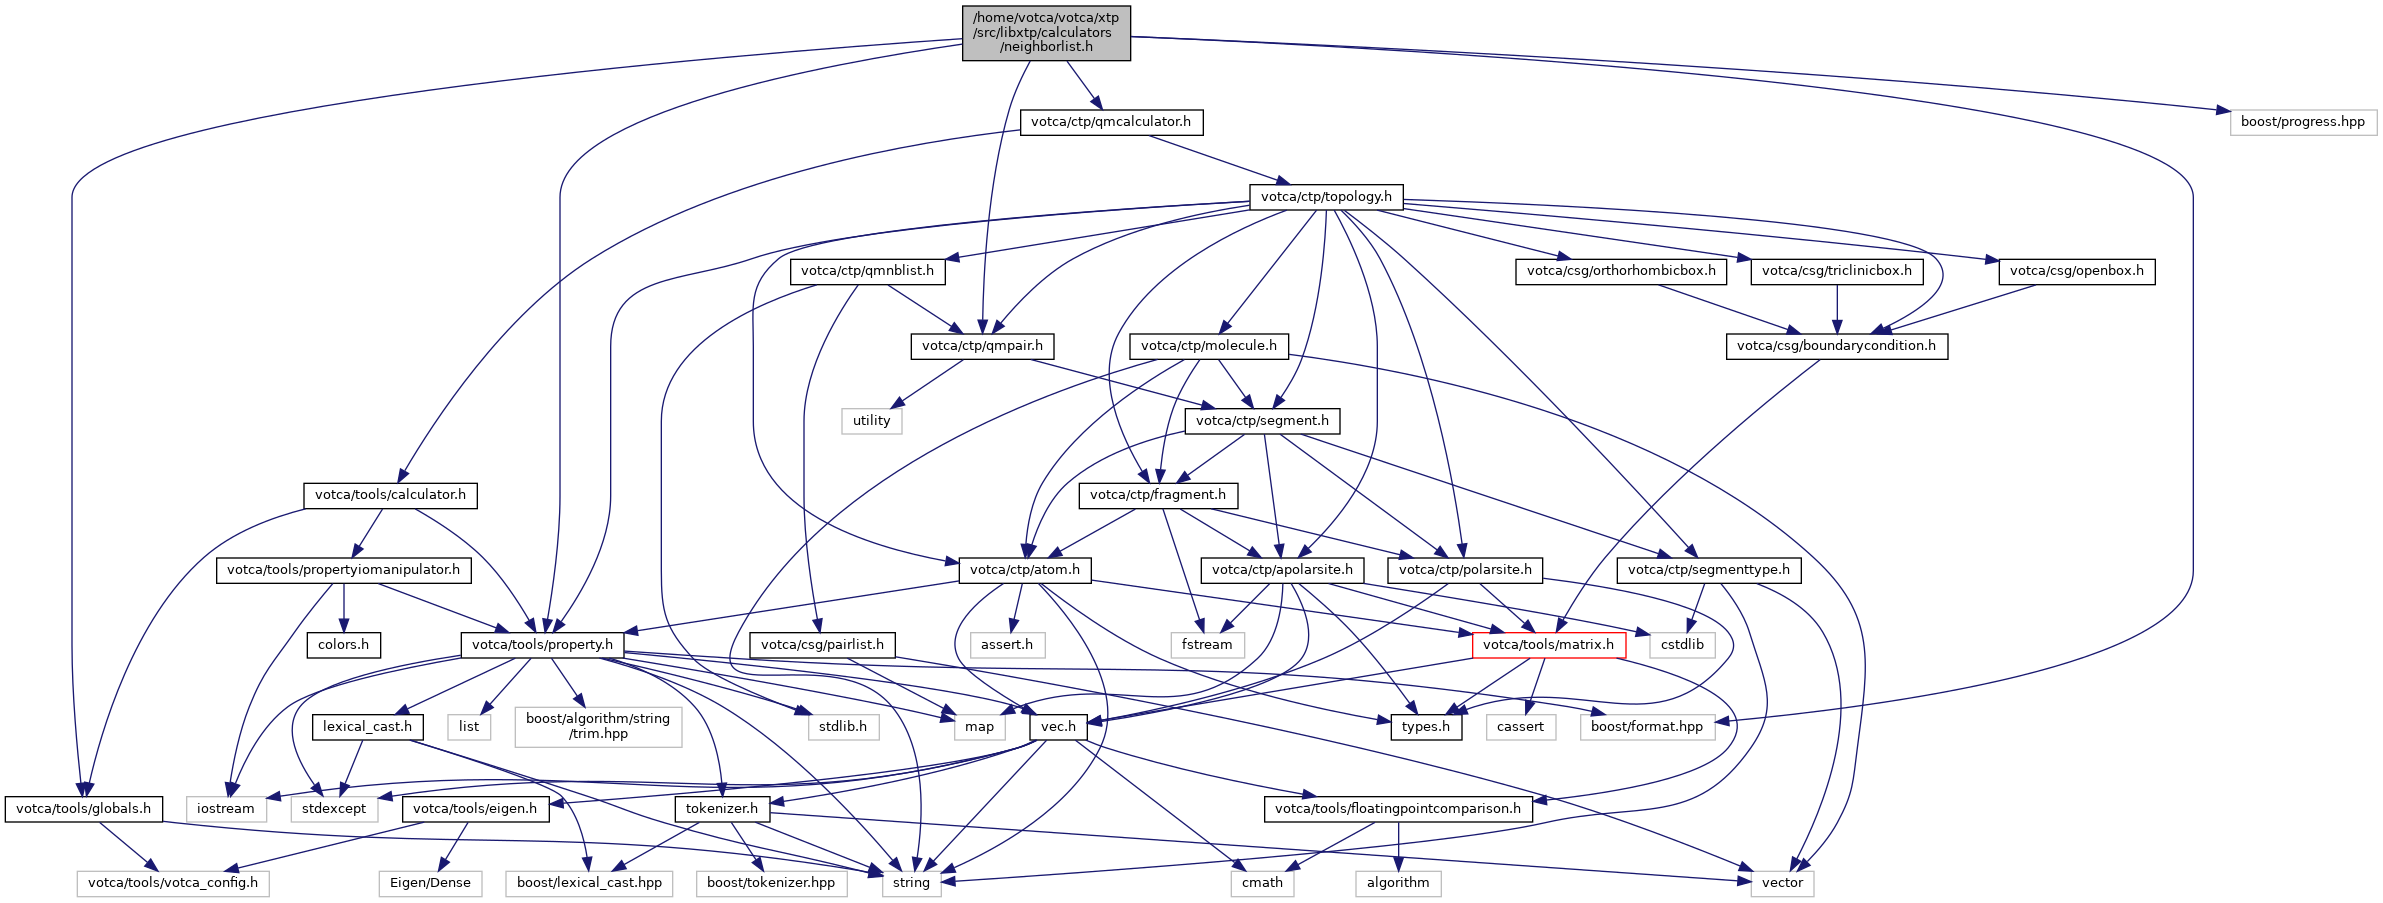 /home/votca/votca/xtp
/src/libxtp/calculators
/neighborlist.h
votca/ctp/qmcalculator.h
boost/progress.hpp
votca/ctp/topology.h
votca/ctp/qmnblist.h
votca/csg/orthorhombicbox.h
votca/csg/triclinicbox.h
votca/csg/openbox.h
votca/ctp/qmpair.h
votca/ctp/molecule.h
votca/csg/boundarycondition.h
utility
votca/ctp/segment.h
votca/tools/calculator.h
votca/ctp/fragment.h
votca/tools/propertyiomanipulator.h
votca/ctp/atom.h
votca/ctp/apolarsite.h
votca/ctp/polarsite.h
votca/ctp/segmenttype.h
colors.h
votca/tools/property.h
votca/csg/pairlist.h
assert.h
fstream
votca/tools/matrix.h
cstdlib
lexical_cast.h
list
boost/algorithm/string
/trim.hpp
stdlib.h
map
vec.h
types.h
cassert
boost/format.hpp
votca/tools/globals.h
iostream
stdexcept
votca/tools/eigen.h
tokenizer.h
votca/tools/floatingpointcomparison.h
votca/tools/votca_config.h
Eigen/Dense
boost/lexical_cast.hpp
boost/tokenizer.hpp
string
cmath
algorithm
vector